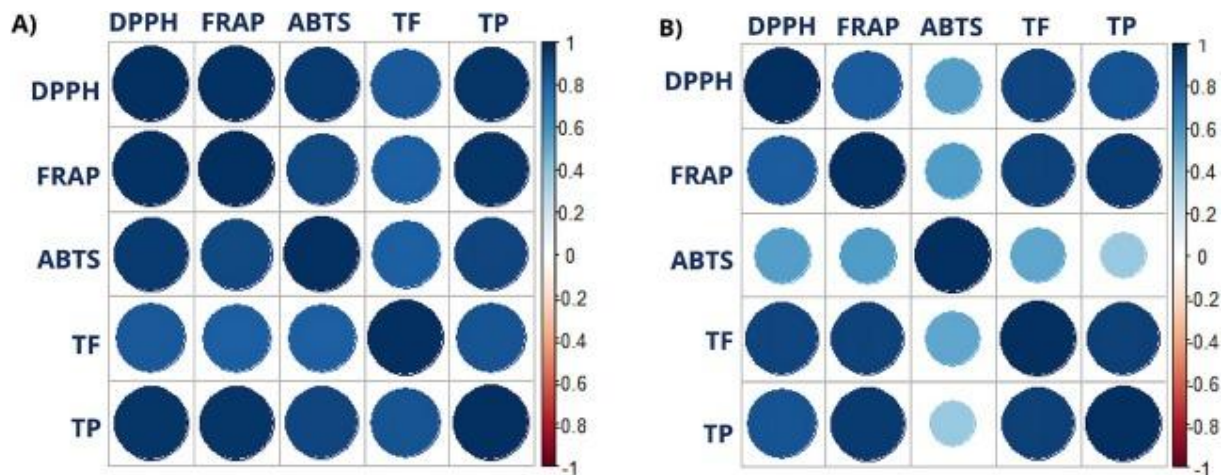 A)
DPPH FRAP ABTS TF TP
DPPH
FRAP
ABTS
TF
TP
1
0.8
0.6
0.4
0.2
0
-0.2
-0.4
-0.6
-0.8
-1
B)
DPPH FRAP ABTS TF TP
DPPH
FRAP
ABTS
TF
TP
1
0.8
0.6
0.4
0.2
0
-0.2
-0.4
-0.6
-0.8
-1